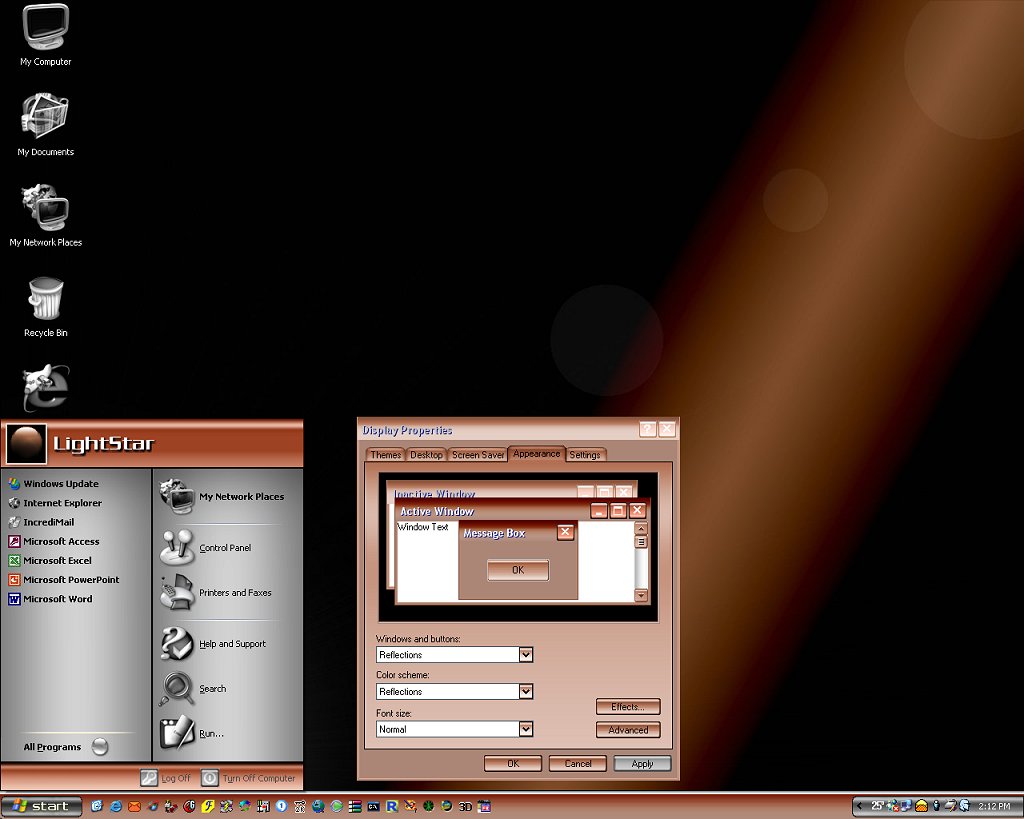 My Computer
My Documents
My Network Places
Recycle Bin
LightStar
Windows Update
Internet Explorer
IncrediMail
Microsoft Access
Microsoft Excel
Microsoft PowerPoint
Microsoft Word
All Programs
My Network Places
Control Panel
Printers and Faxes
Help and Support
Search
Run...
Log Off
Turn Off Computer
Display Properties
Themes
Desktop
Screen Saver
Appearance
Settings
Inactive Window
Active Window
Window Text
Message Box
OK
Windows and buttons:
Reflections
Color scheme:
Reflections
Font size:
Normal
Effects...
Advanced
OK
Cancel
Apply
start
3D
25°
2:12 PM